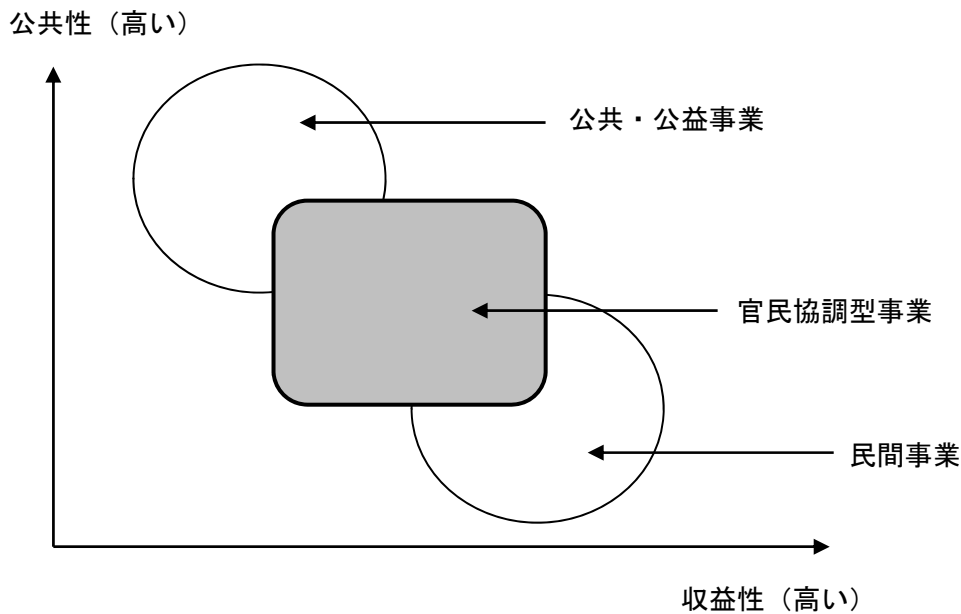 公共性（高い）
公共・公益事業
官民協調型事業
民間事業
収益性（高い）